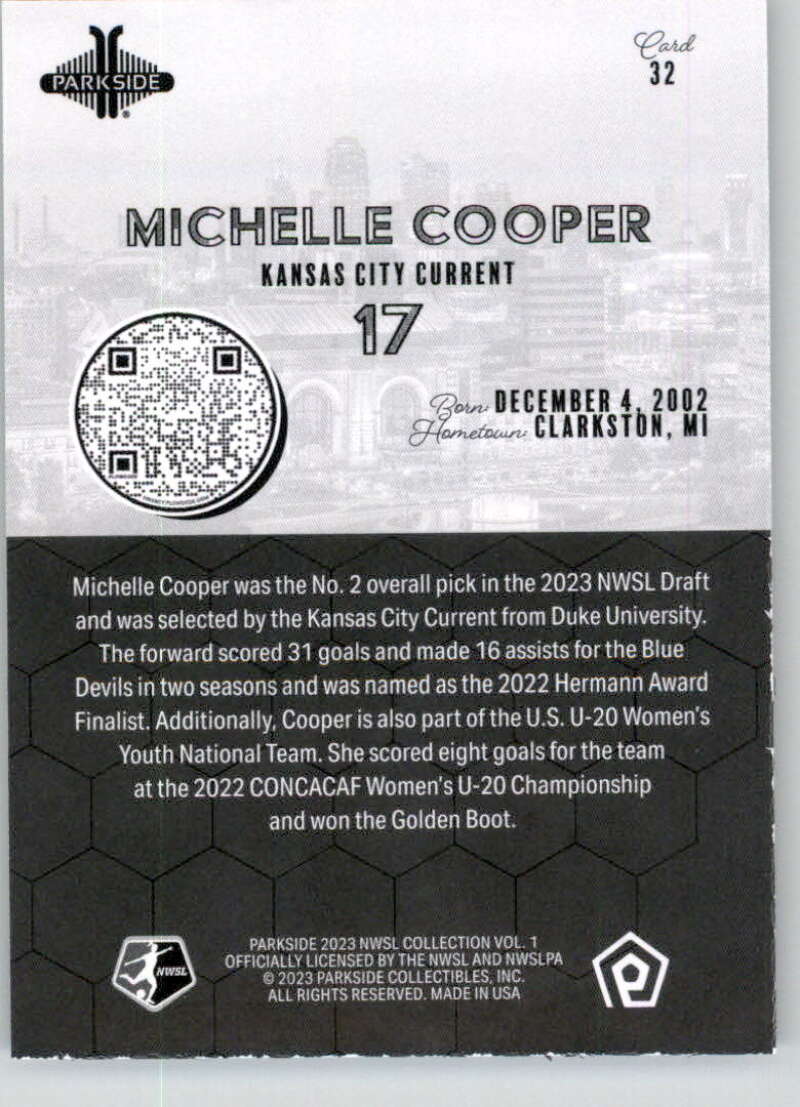 PARKSIDE
®
Card
32
MICHELLE COOPER
KANSAS CITY CURRENT
17
Born: DECEMBER 4, 2002
Hometown: CLARKSTON, MI
Michelle Cooper was the No. 2 overall pick in the 2023 NWSL Draft
and was selected by the Kansas City Current from Duke University.
The forward scored 31 goals and made 16 assists for the Blue
Devils in two seasons and was named as the 2022 Hermann Award
Finalist. Additionally, Cooper is also part of the U.S. U-20 Women's
Youth National Team. She scored eight goals for the team
at the 2022 CONCACAF Women's U-20 Championship
and won the Golden Boot.
NWSL
PARKSIDE 2023 NWSL COLLECTION VOL. 1
OFFICIALLY LICENSED BY THE NWSL AND NWSLPA
© 2023 PARKSIDE COLLECTIBLES, INC.
ALL RIGHTS RESERVED. MADE IN USA